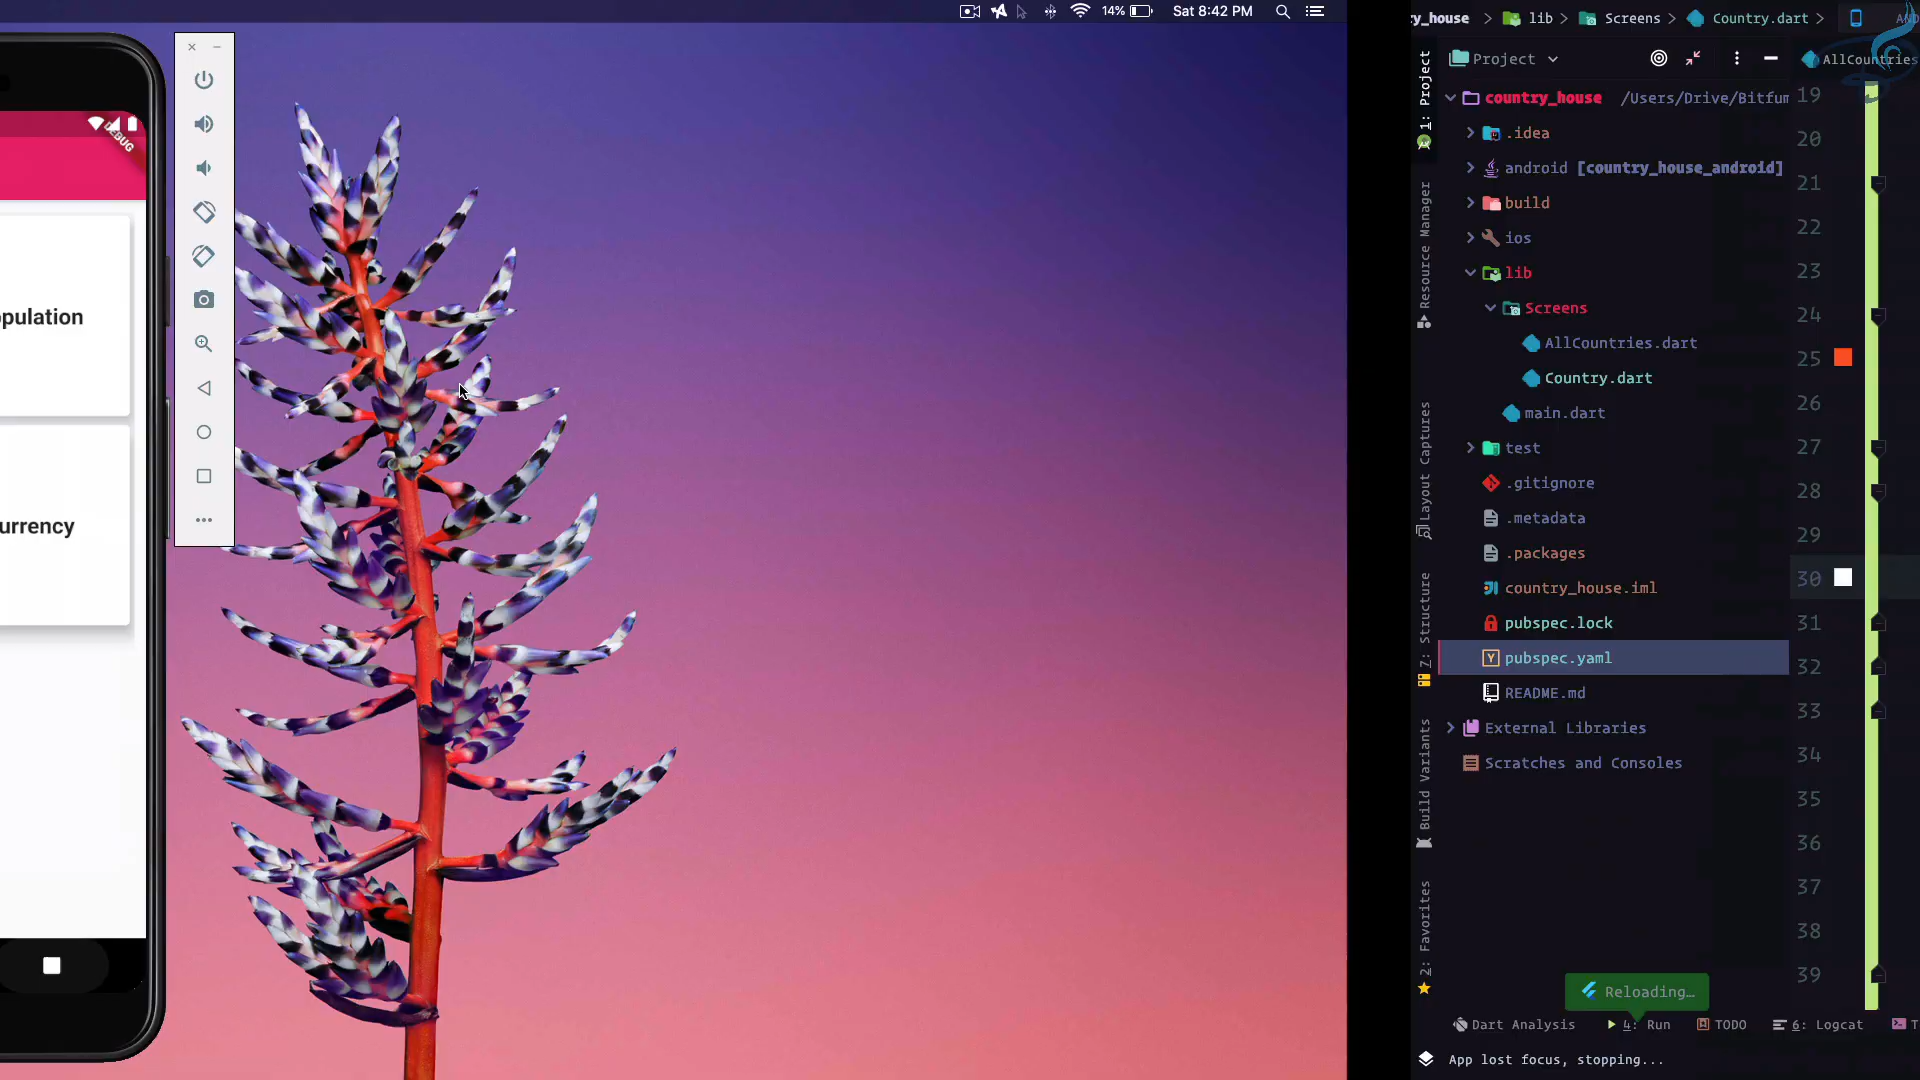 14%
Sat 8:42 PM
DEBUG
pulation
urrency
ry_house
lib
Screens
Country.dart
Project
AllCountries
1: Project
Resource Manager
Layout Captures
7: Structure
Build Variants
2: Favorites
country_house /Users/Drive/Bitfum
.idea
android [country_house_android]
build
ios
lib
Screens
AllCountries.dart
Country.dart
main.dart
test
.gitignore
.metadata
.packages
country_house.iml
pubspec.lock
pubspec.yaml
README.md
External Libraries
Scratches and Consoles
19
20
21
22
23
24
25
26
27
28
29
30
31
32
33
34
35
36
37
38
39
Reloading…
Dart Analysis
4: Run
TODO
6: Logcat
T
App lost focus, stopping...